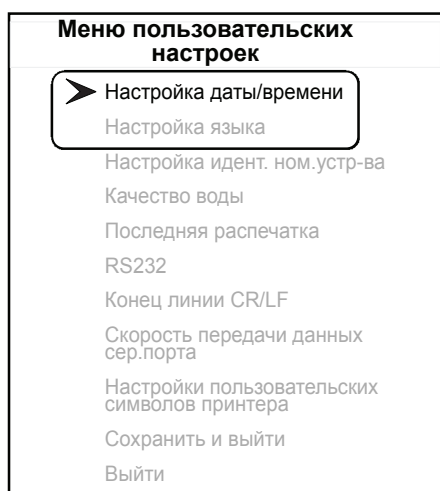 Меню пользовательских
настроек
Настройка даты/времени
Настройка языка
Настройка идент. ном.устр-ва
Качество воды
Последняя распечатка
RS232
Конец линии CR/LF
Скорость передачи данных
сер.порта
Настройки пользовательских
символов принтера
Сохранить и выйти
Выйти